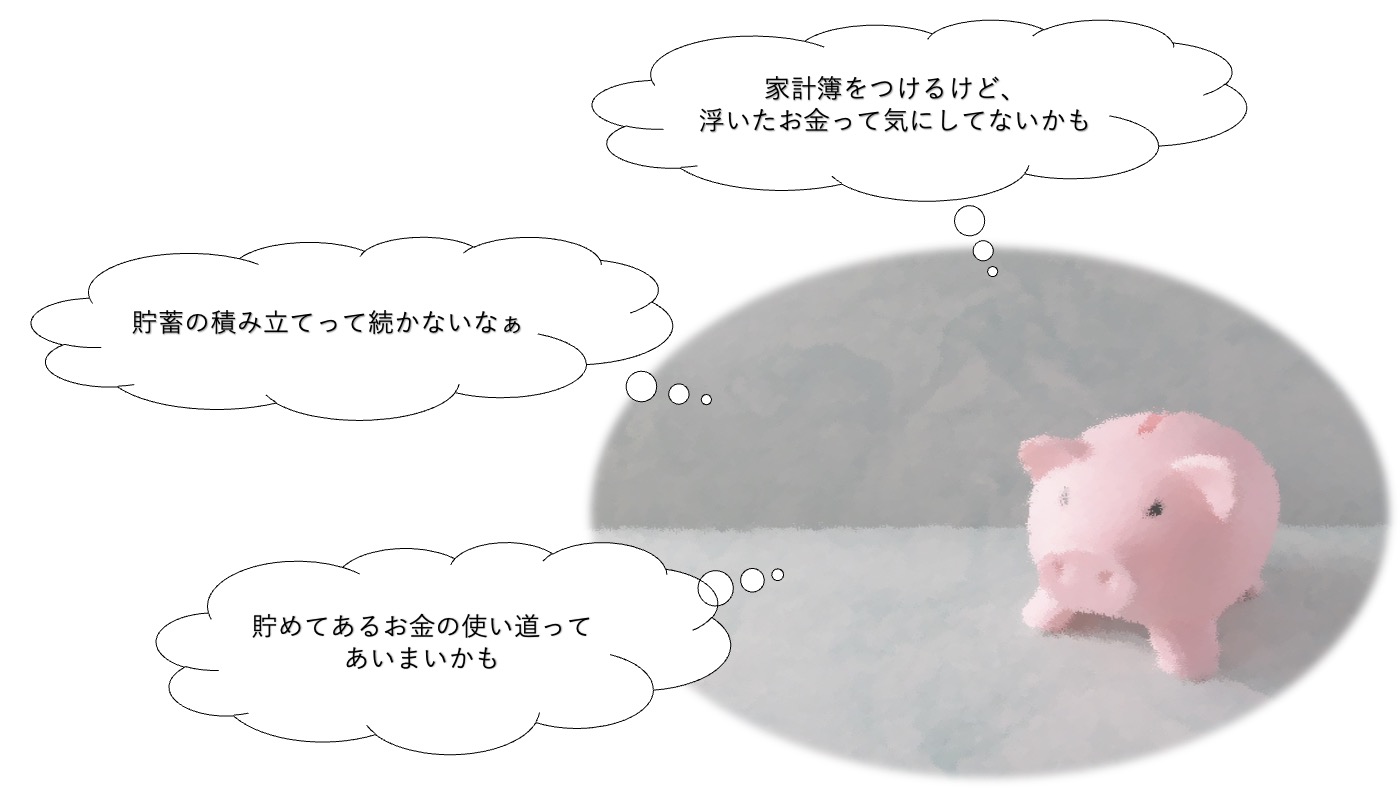 家計簿をつけるけど、
浮いたお金って気にしてないかも
貯蓄の積み立てって続かないなぁ
貯めてあるお金の使い道って
あいまいかも